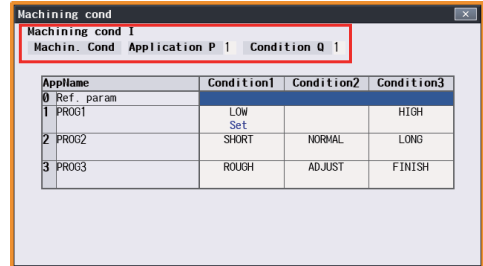 Machining cond
Machining cond I
Machin. Cond Application P 1 Condition Q 1
AppName Condition1 Condition2 Condition3
0 Ref. param
1 PROG1 LOW HIGH
Set
2 PROG2 SHORT NORMAL LONG
3 PROG3 ROUGH ADJUST FINISH